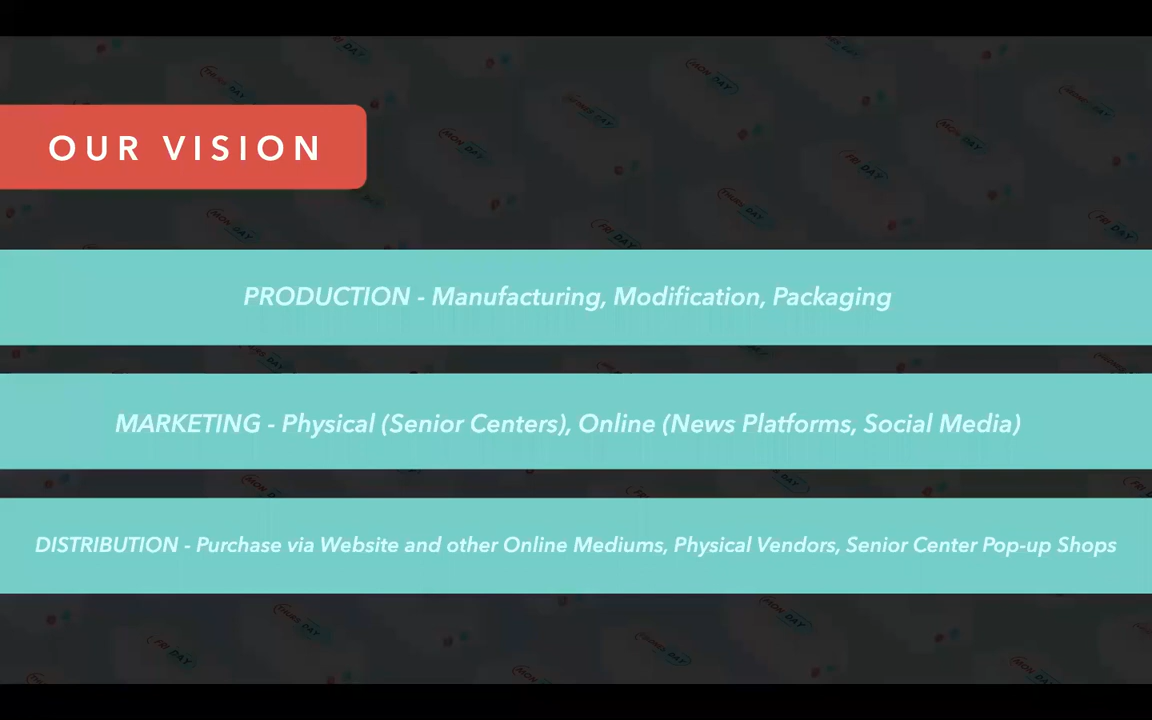 OUR VISION
PRODUCTION - Manufacturing, Modification, Packaging
MARKETING - Physical (Senior Centers), Online (News Platforms, Social Media)
DISTRIBUTION - Purchase via Website and other Online Mediums, Physical Vendors, Senior Center Pop-up Shops